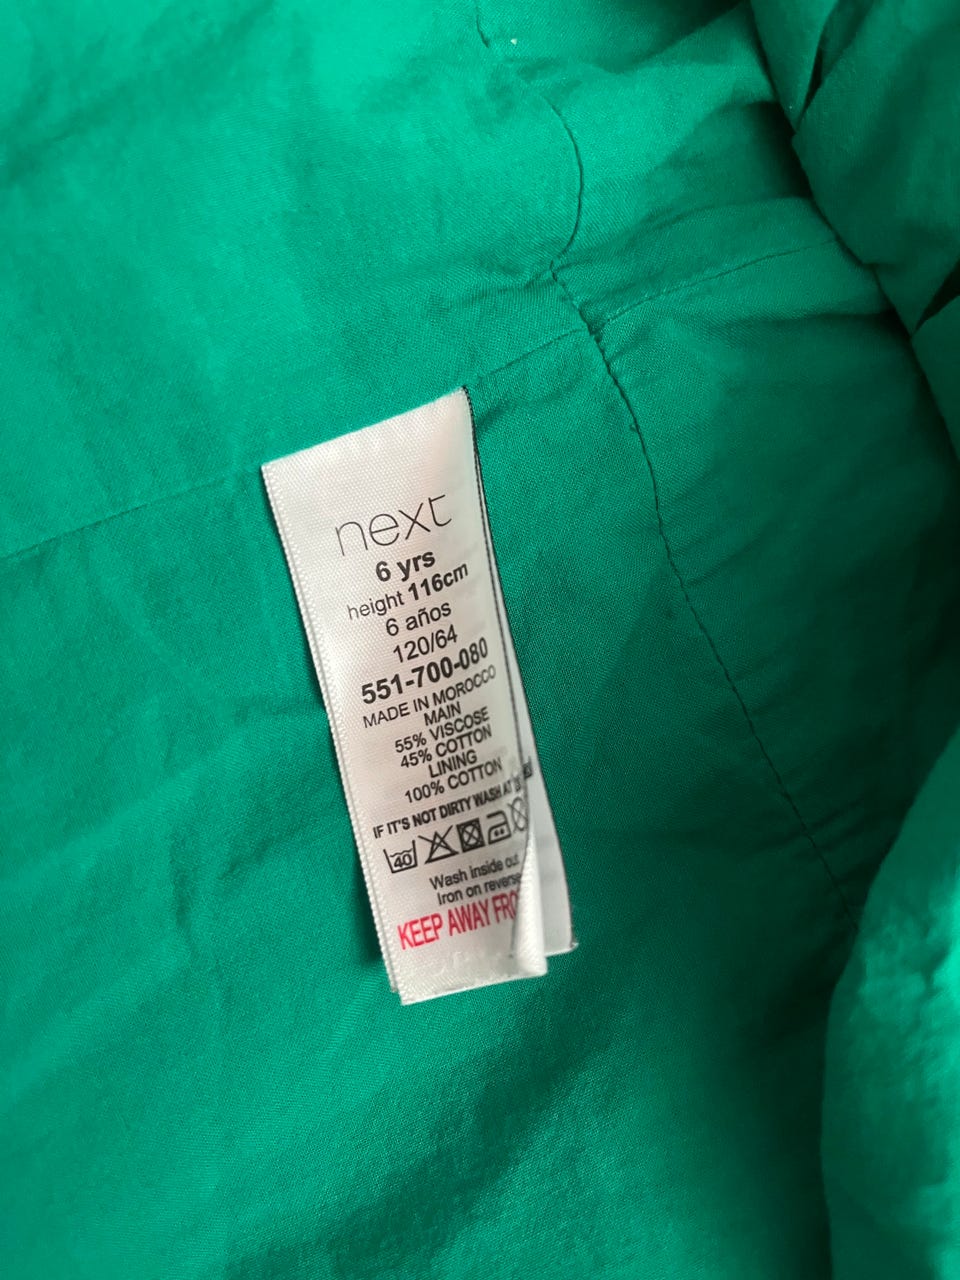 next
6 yrs
height 116cm
6 años
120/64
551-700-080
MADE IN MOROCCO
MAIN
55% VISCOSE
45% COTTON
LINING
100% COTTON
IF IT'S NOT DIRTY WASH AT
40
Wash inside out
Iron on reverse
KEEP AWAY